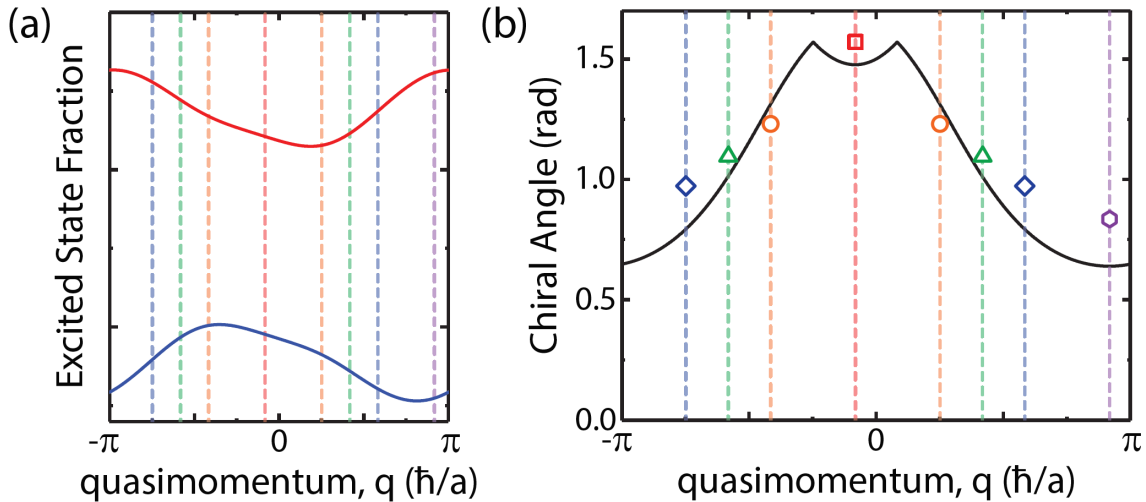 (a)
Excited State Fraction
-π 0 π
quasimomentum, q (ħ/a)
(b)
Chiral Angle (rad)
1.5
1.0
0.5
0.0
-π 0 π
quasimomentum, q (ħ/a)